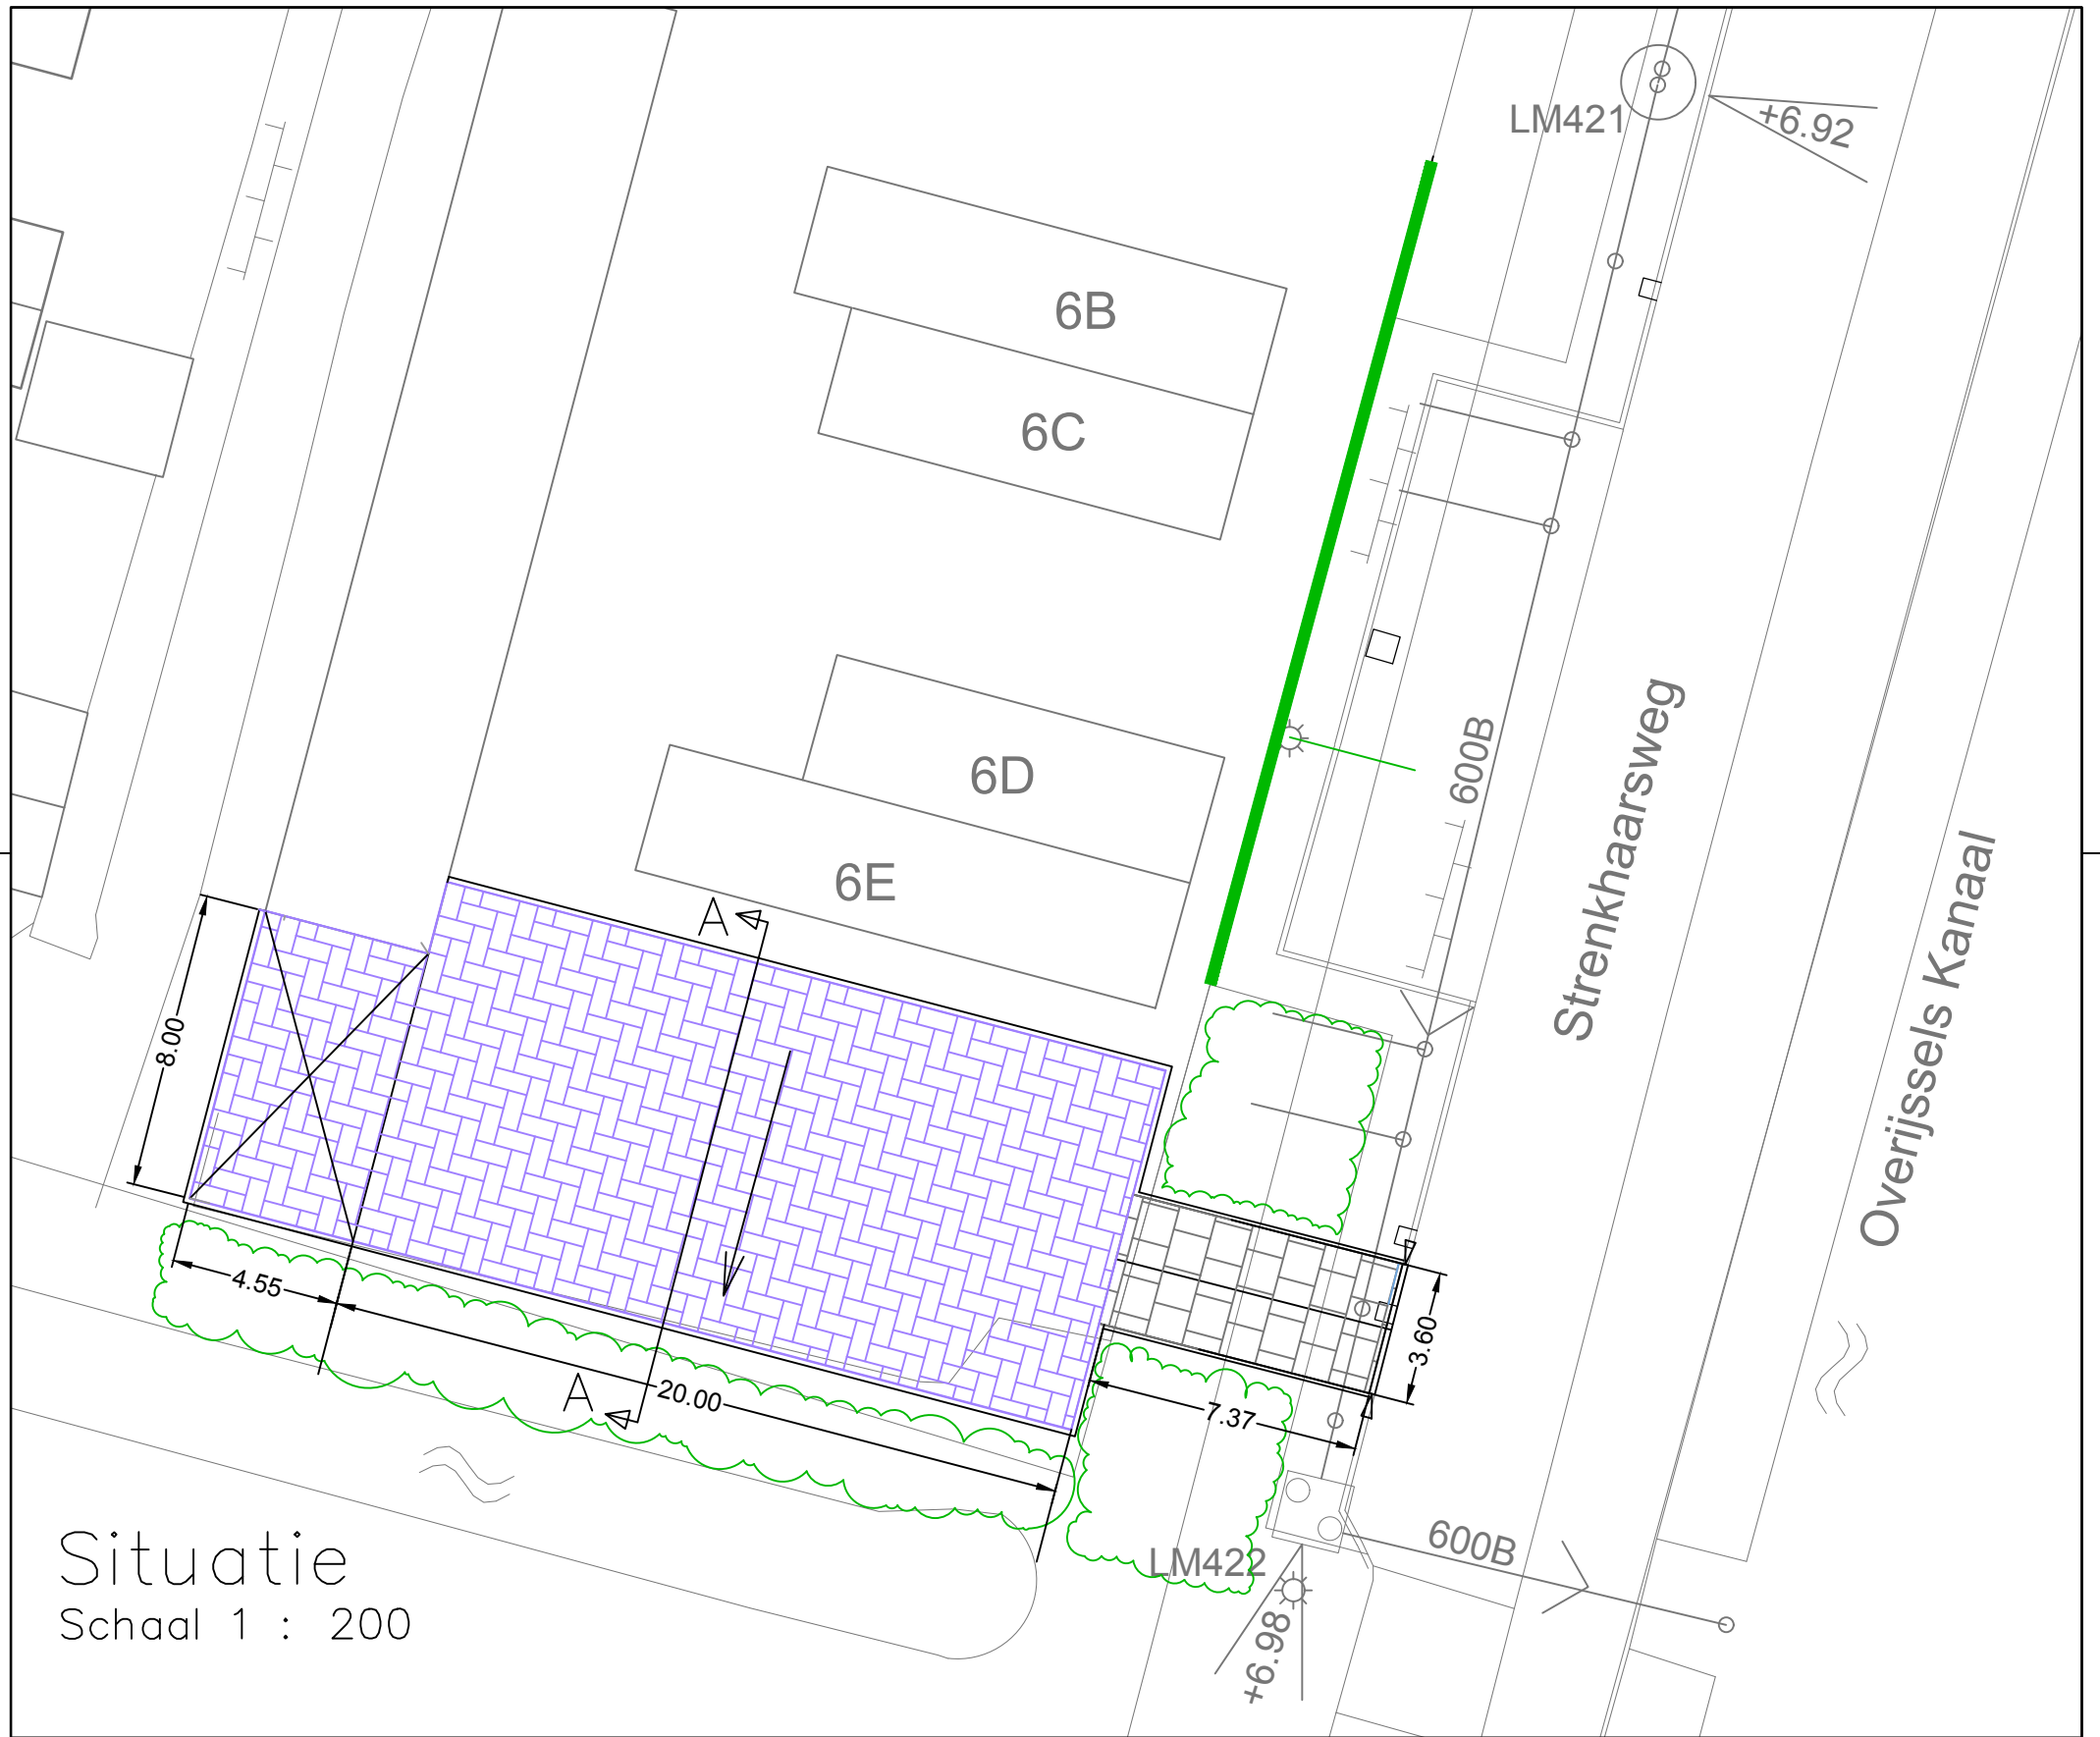 LM421
+6.92
6B
6C
6D
6E
600B
Strenkhaarsweg
Overijssels Kanaal
A
8.00
4.55
20.00
A
7.37
3.60
LM422
600B
+6.98
Situatie
Schaal 1 : 200